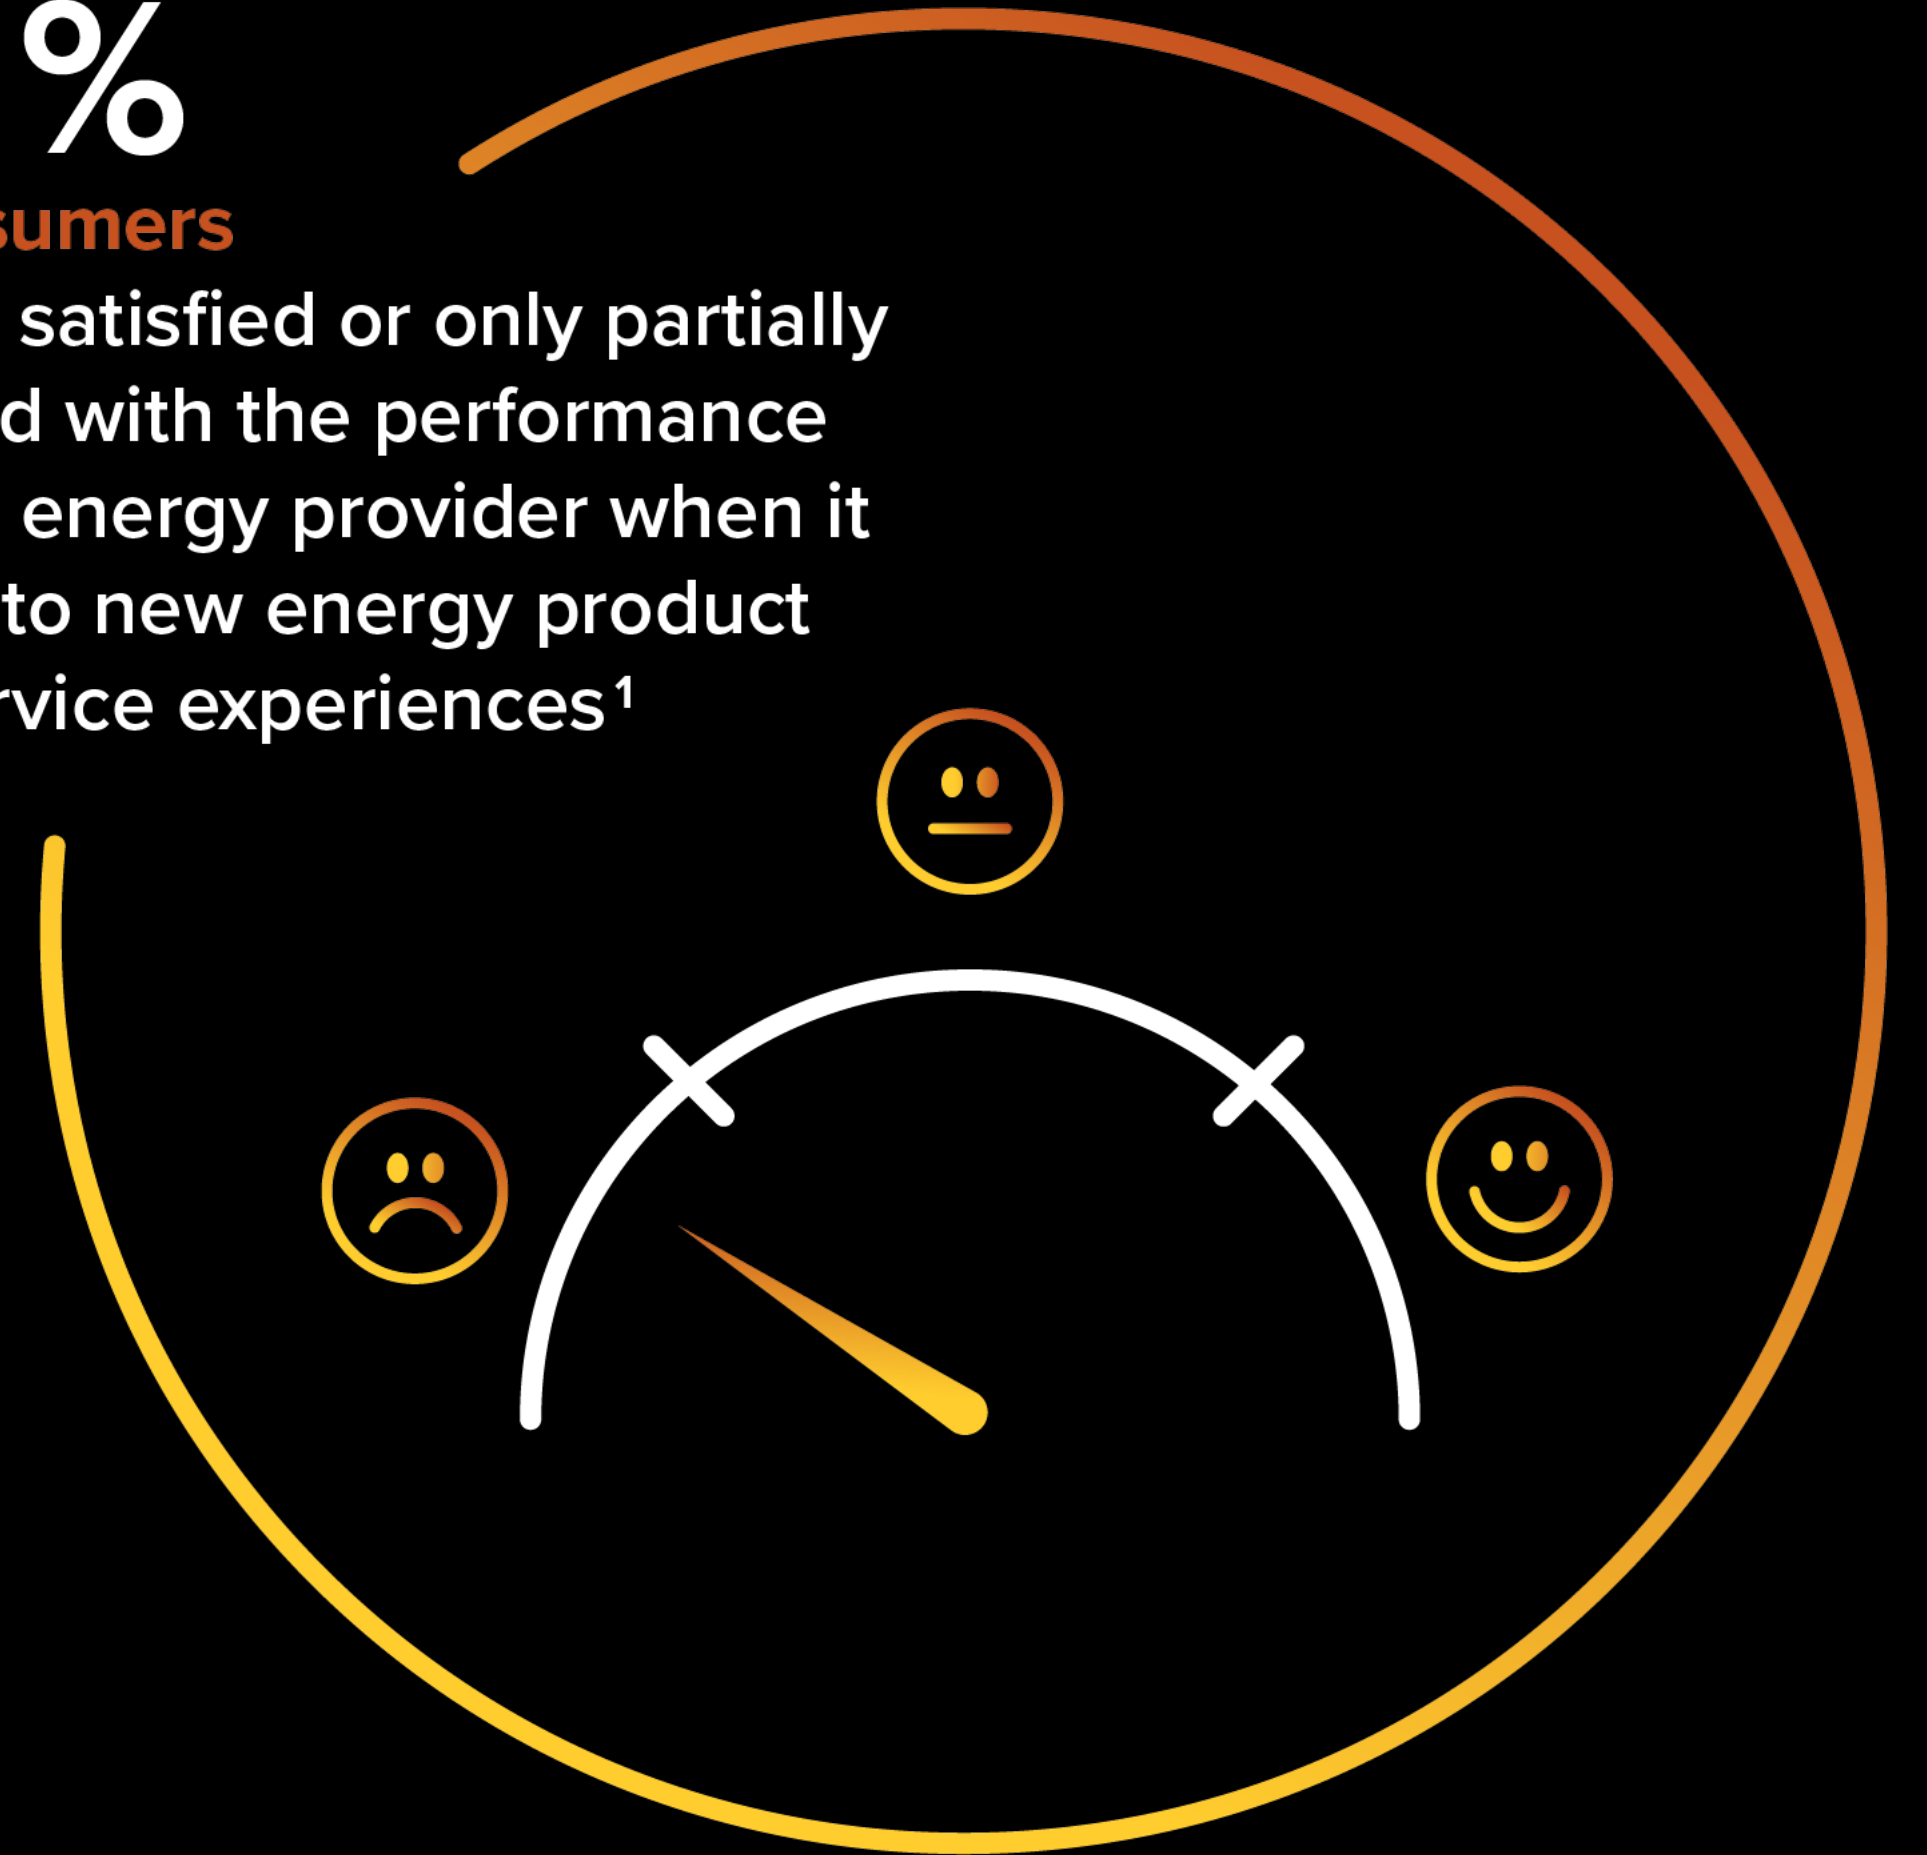 %
sumers
satisfied or only partially
d with the performance
energy provider when it
to new energy product
rvice experiences¹